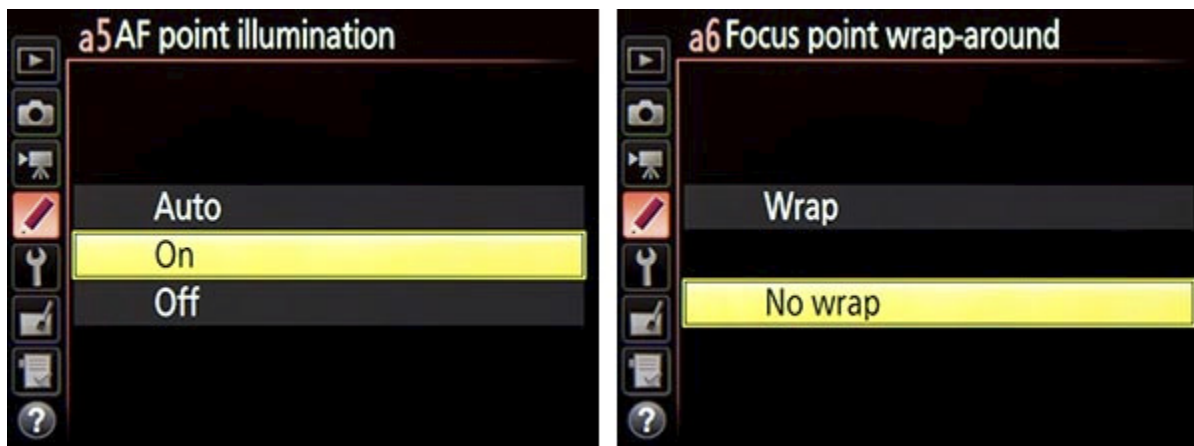 a5 AF point illumination
Auto
On
Off
a6 Focus point wrap-around
Wrap
No wrap
?